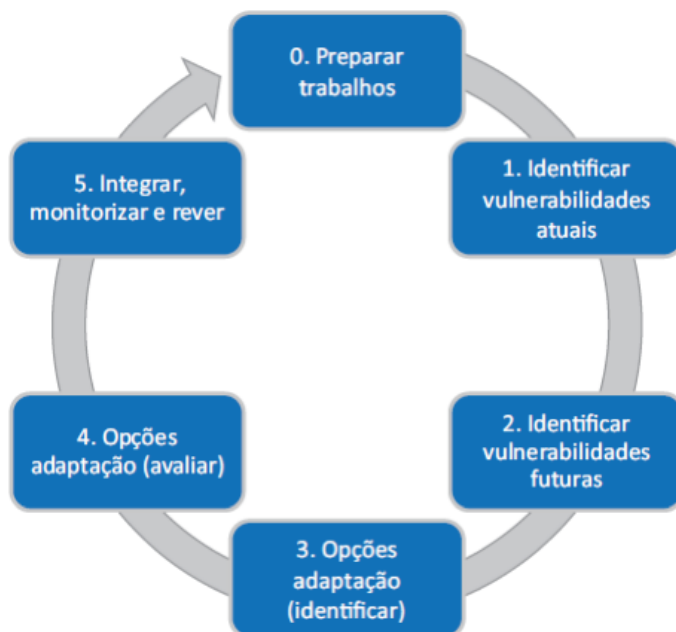 0. Preparar
trabalhos
1. Identificar
vulnerabilidades
atuais
2. Identificar
vulnerabilidades
futuras
3. Opções
adaptação
(identificar)
4. Opções
adaptação (avaliar)
5. Integrar,
monitorizar e rever